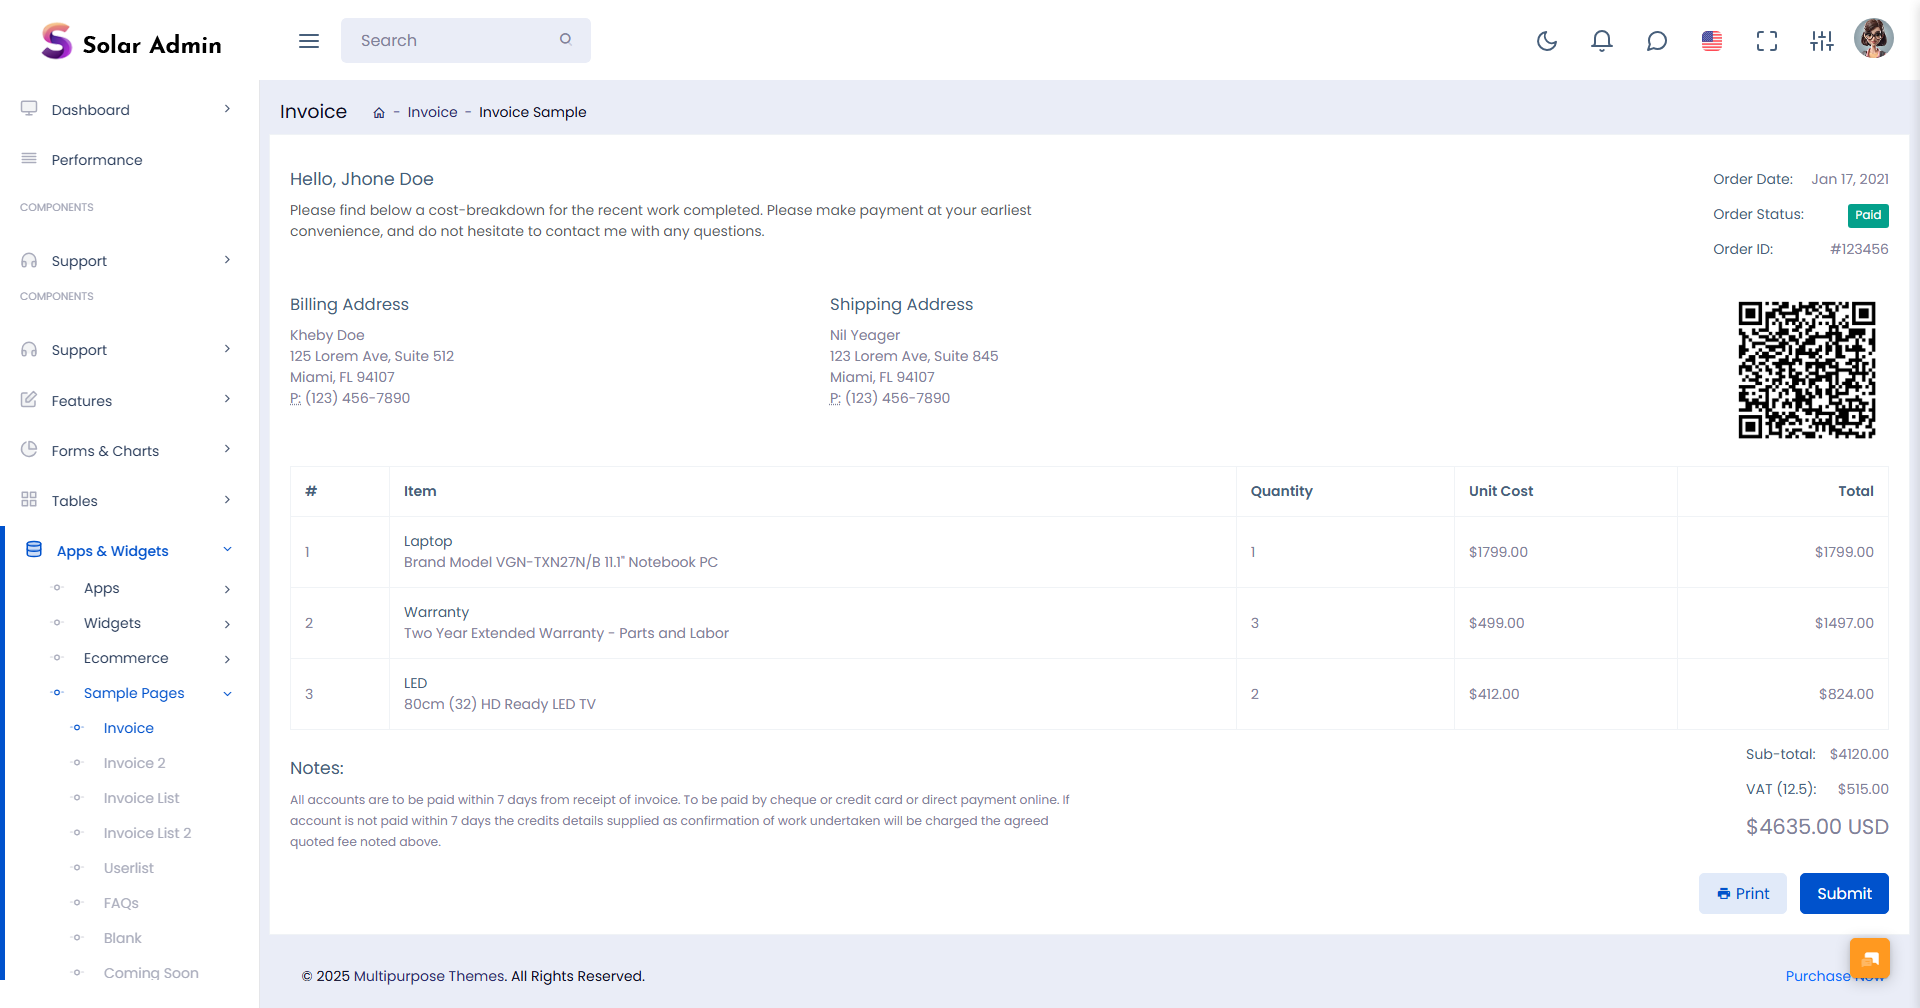 Solar Admin
Search
Dashboard
Performance
COMPONENTS
Support
COMPONENTS
Support
Features
Forms & Charts
Tables
Apps & Widgets
Apps
Widgets
Ecommerce
Sample Pages
Invoice
Invoice 2
Invoice List
Invoice List 2
Userlist
FAQs
Blank
Coming Soon
Invoice - Invoice - Invoice Sample
Hello, Jhone Doe
Please find below a cost-breakdown for the recent work completed. Please make payment at your earliest
convenience, and do not hesitate to contact me with any questions.
Order Date: Jan 17, 2021
Order Status: Paid
Order ID: #123456
Billing Address
Kheby Doe
125 Lorem Ave, Suite 512
Miami, FL 94107
P: (123) 456-7890
Shipping Address
Nil Yeager
123 Lorem Ave, Suite 845
Miami, FL 94107
P: (123) 456-7890
# Item Quantity Unit Cost Total
1 Laptop 1 $1799.00 $1799.00
Brand Model VGN-TXN27N/B 11.1" Notebook PC
2 Warranty 3 $499.00 $1497.00
Two Year Extended Warranty - Parts and Labor
3 LED 2 $412.00 $824.00
80cm (32) HD Ready LED TV
Notes:
All accounts are to be paid within 7 days from receipt of invoice. To be paid by cheque or credit card or direct payment online. If
account is not paid within 7 days the credits details supplied as confirmation of work undertaken will be charged the agreed
quoted fee noted above.
Sub-total: $4120.00
VAT (12.5): $515.00
$4635.00 USD
Print
Submit
© 2025 Multipurpose Themes. All Rights Reserved.
Purchase Now